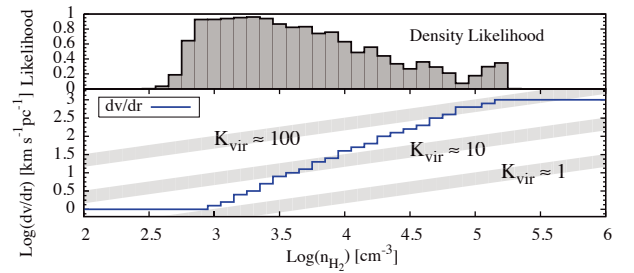 1
0.8
0.6
0.4
0.2
0
Likelihood
Density Likelihood
3
2.5
2
1.5
1
0.5
0
Log(dv/dr) [km s⁻¹ pc⁻¹]
dv/dr
K_vir ≈ 100
K_vir ≈ 10
K_vir ≈ 1
2 2.5 3 3.5 4 4.5 5 5.5 6
Log(n_H₂) [cm⁻³]